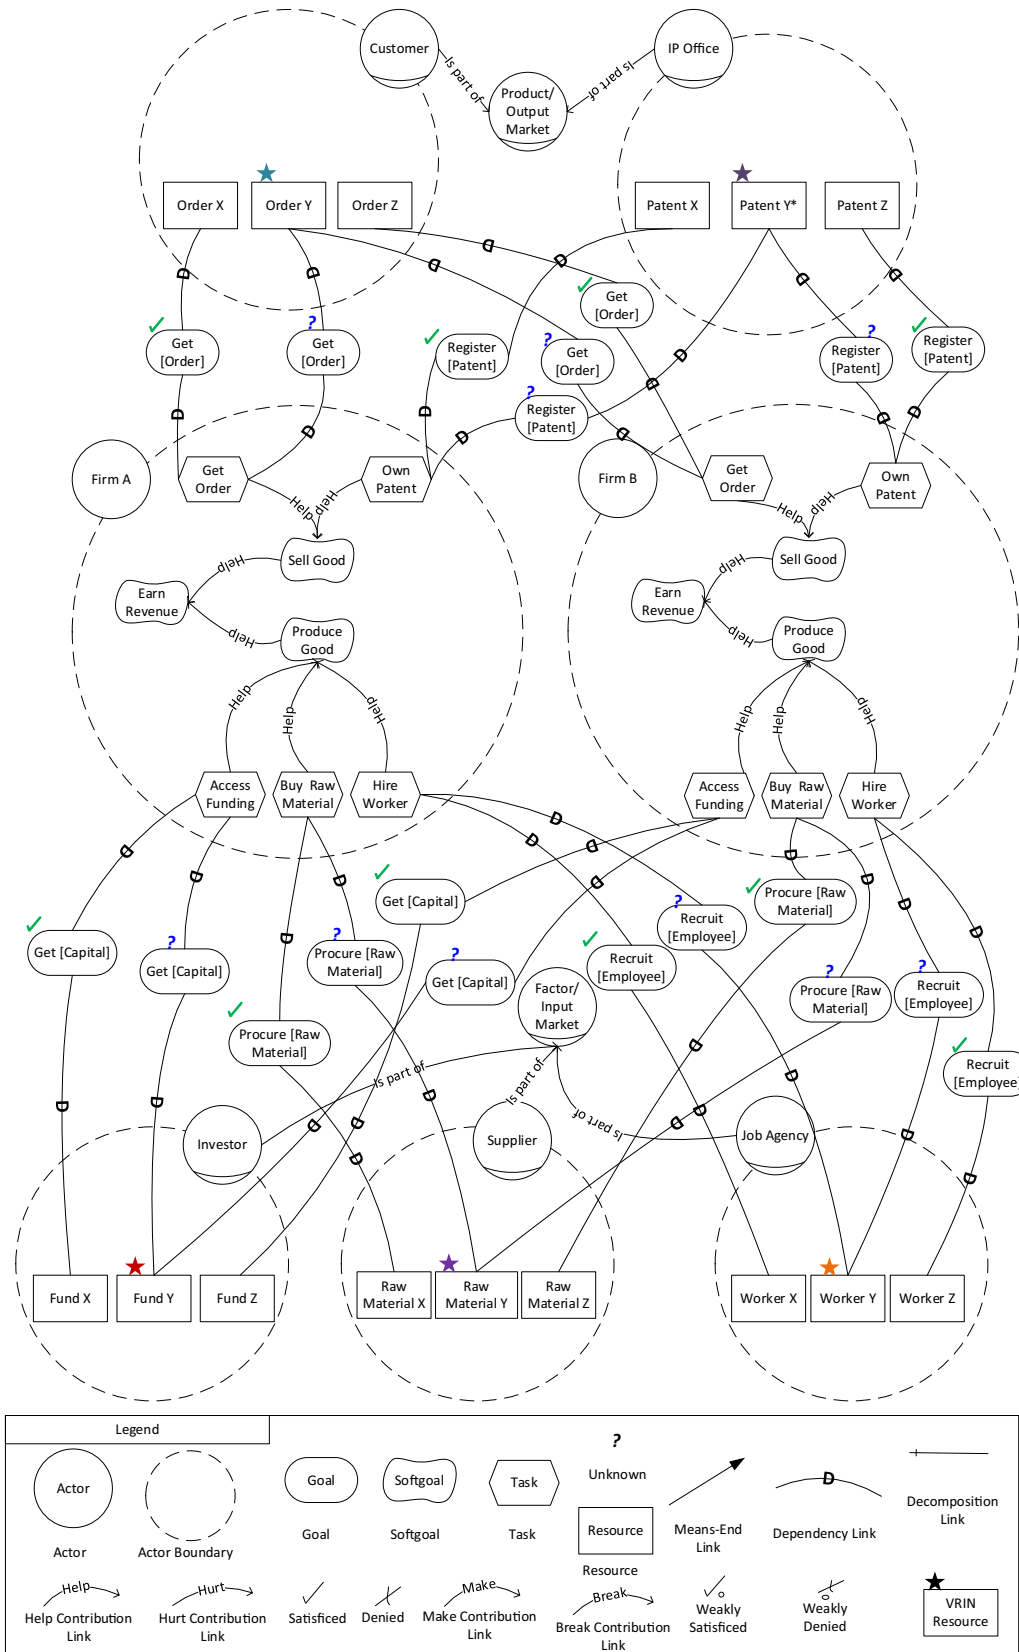 Customer
IP Office
Is part of
Is part of
Product/
Output
Market
Order X
Order Y
Order Z
Patent X
Patent Y*
Patent Z
D
D
D
D
D
D
D
Get
[Order]
?
Get
[Order]
Register
[Patent]
?
Get
[Order]
Get
[Order]
?
Register
[Patent]
Register
[Patent]
?
Register
[Patent]
D
D
D
D
D
D
D
D
D
Firm A
Get
Order
Own
Patent
Help
Help
Sell Good
Help
Earn
Revenue
Help
Produce
Good
Help
Help
Help
Access
Funding
Buy Raw
Material
Hire
Worker
Firm B
Get
Order
Own
Patent
Help
Help
Sell Good
Help
Earn
Revenue
Help
Produce
Good
Help
Help
Help
Access
Funding
Buy Raw
Material
Hire
Worker
D
D
D
D
D
D
D
D
D
D
D
D
Get [Capital]
?
Get [Capital]
Procure [Raw
Material]
?
Procure [Raw
Material]
Get [Capital]
?
Get [Capital]
Recruit
[Employee]
?
Recruit
[Employee]
Procure [Raw
Material]
?
Procure [Raw
Material]
?
Recruit
[Employee]
Recruit
[Employee]
Factor/
Input
Market
Is part of
Is part of
Is part of
D
D
D
D
D
D
D
D
D
D
D
D
Investor
Supplier
Job Agency
Fund X
Fund Y
Fund Z
Raw
Material X
Raw
Material Y
Raw
Material Z
Worker X
Worker Y
Worker Z
Legend
Actor
Actor
Actor Boundary
Goal
Goal
Softgoal
Softgoal
Task
Task
?
Unknown
Resource
Resource
Means-End
Link
D
Dependency Link
Decomposition
Link
Help
Help Contribution
Link
Hurt
Hurt Contribution
Link
Satisficed
Denied
Make
Make Contribution
Link
Break
Break Contribution
Link
Weakly
Satisficed
Weakly
Denied
VRIN
Resource